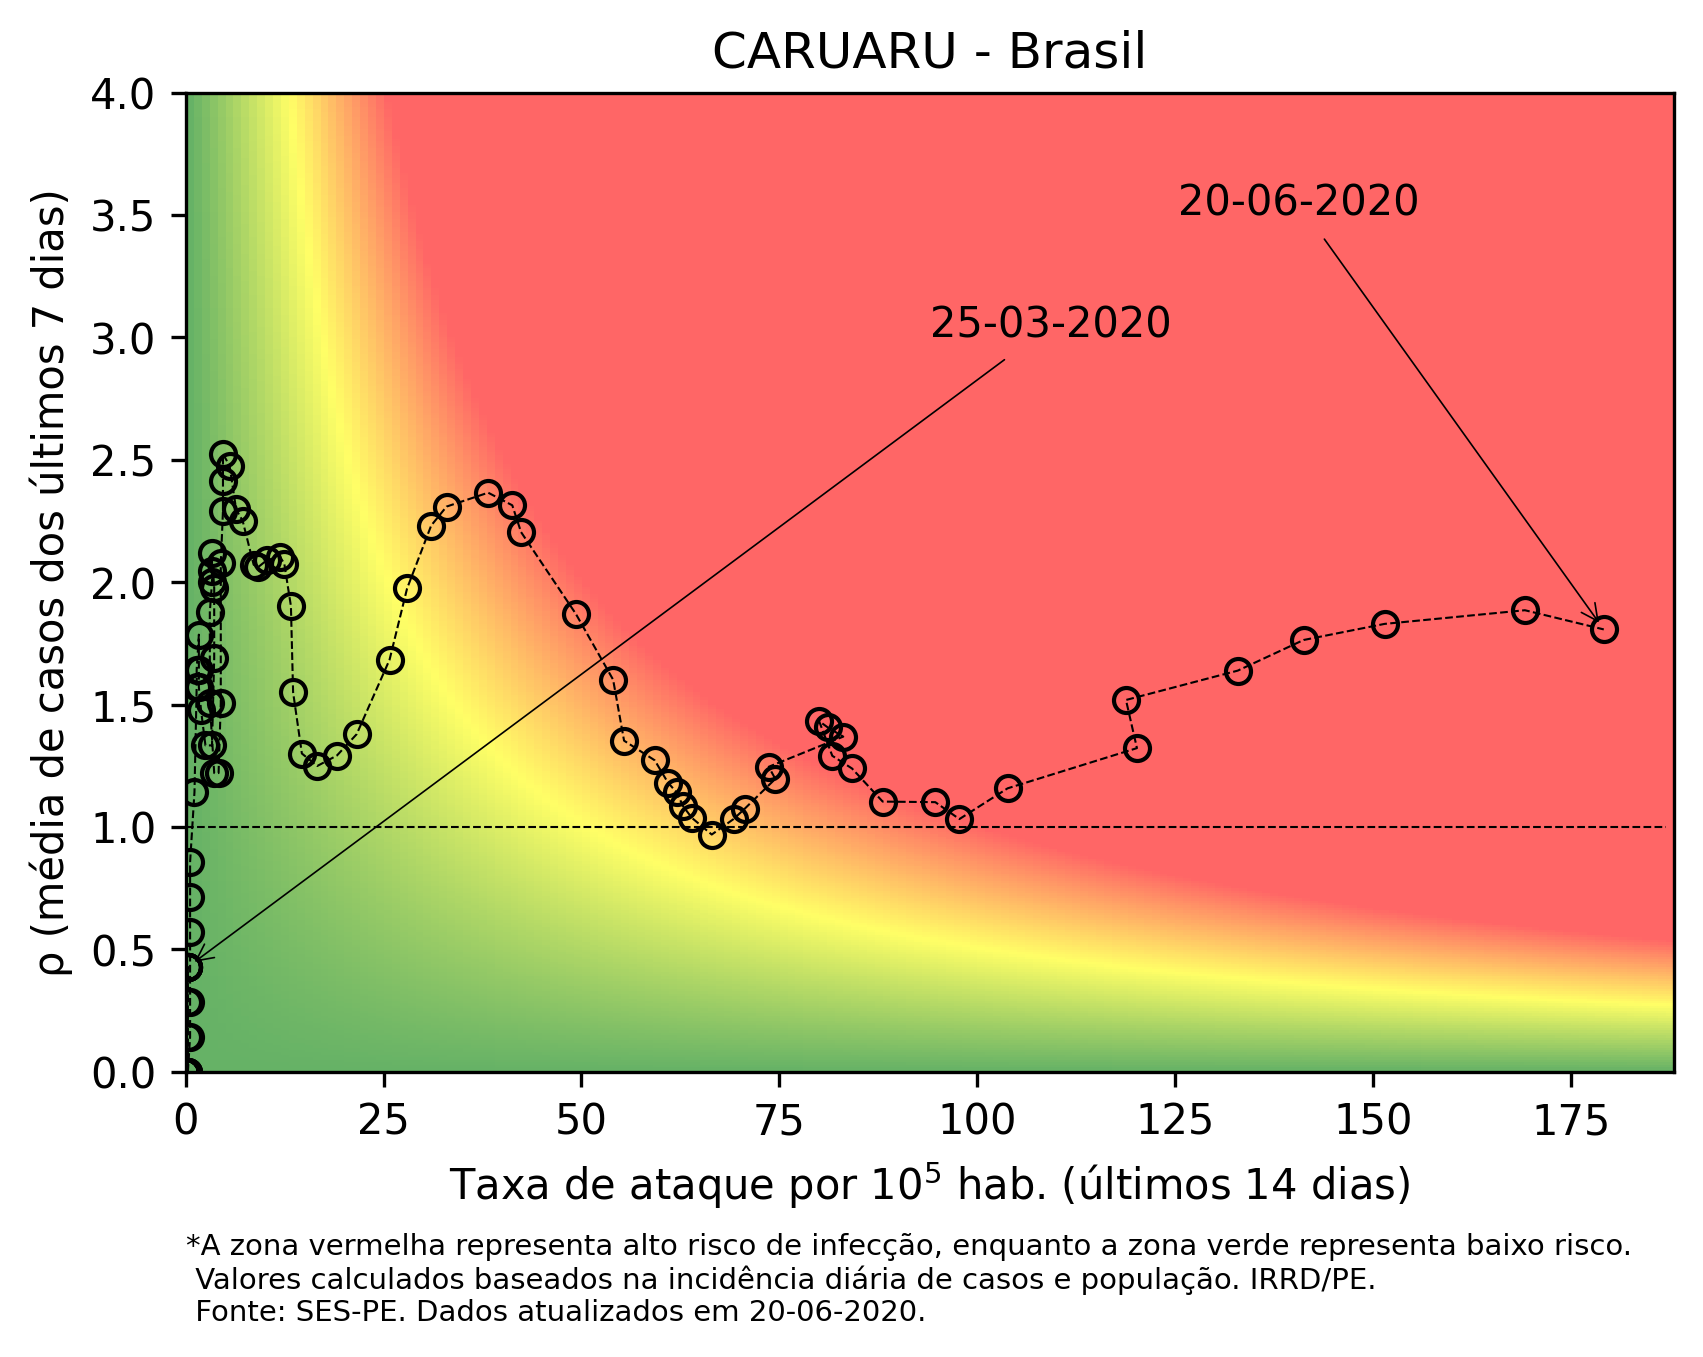 CARUARU - Brasil
4.0
3.5
3.0
2.5
2.0
1.5
1.0
0.5
0.0
ρ (média de casos dos últimos 7 dias)
20-06-2020
25-03-2020
0 25 50 75 100 125 150 175
Taxa de ataque por 10⁵ hab. (últimos 14 dias)
*A zona vermelha representa alto risco de infecção, enquanto a zona verde representa baixo risco.
Valores calculados baseados na incidência diária de casos e população. IRRD/PE.
Fonte: SES-PE. Dados atualizados em 20-06-2020.